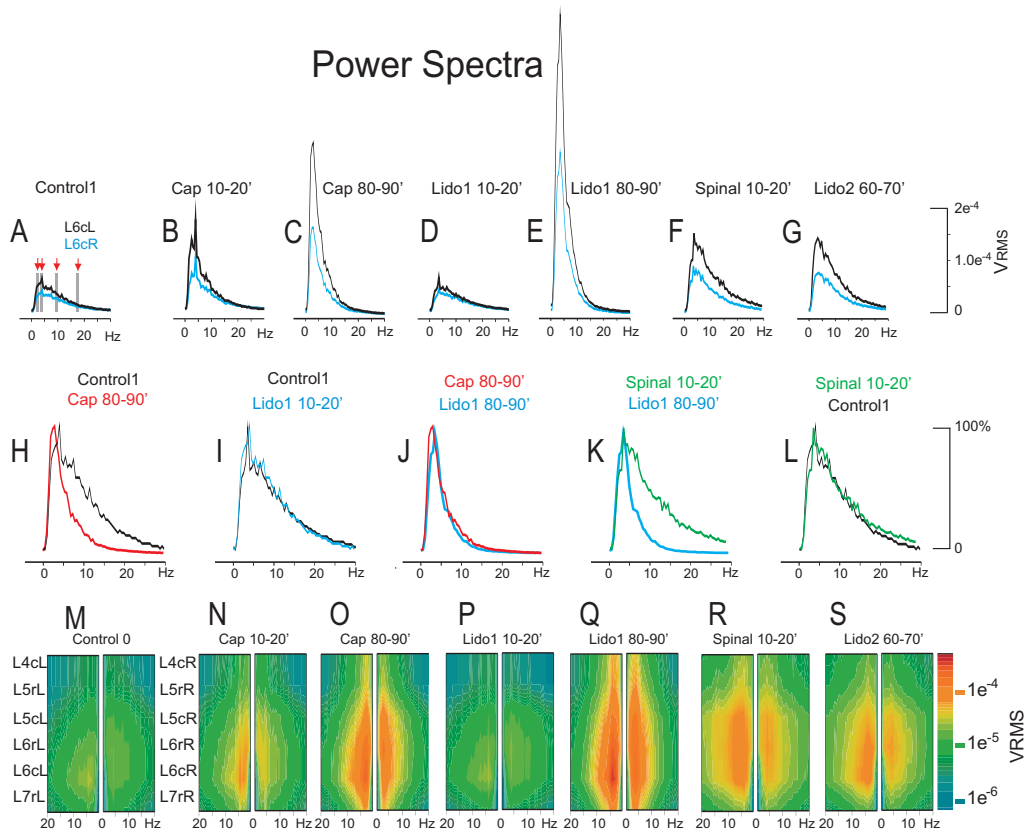 Power Spectra
Control1
Cap 10-20'
Cap 80-90'
Lido1 10-20'
Lido1 80-90'
Spinal 10-20'
Lido2 60-70'
A
L6cL
L6cR
B
C
D
E
F
G
2e-4
1.0e-4
0
VRMS
0 10 20 Hz
0 10 20 Hz
0 10 20 Hz
0 10 20 Hz
0 10 20 Hz
0 10 20 Hz
0 10 20 Hz
Control1
Cap 80-90'
Control1
Lido1 10-20'
Cap 80-90'
Lido1 80-90'
Spinal 10-20'
Lido1 80-90'
Spinal 10-20'
Control1
H
I
J
K
L
100%
0
0 10 20 Hz
0 10 20 Hz
0 10 20 Hz
0 10 20 Hz
0 10 20 Hz
M
N
O
P
Q
R
S
Control 0
Cap 10-20'
Cap 80-90'
Lido1 10-20'
Lido1 80-90'
Spinal 10-20'
Lido2 60-70'
L4cL
L5rL
L5cL
L6rL
L6cL
L7rL
L4cR
L5rR
L5cR
L6rR
L6cR
L7rR
1e-4
1e-5
1e-6
VRMS
20 10 Hz 0 10 Hz
20 10 0 10 Hz
20 10 0 10 Hz
20 10 0 10 Hz
20 10 0 10 Hz
20 10 0 10 Hz
20 10 0 10 Hz